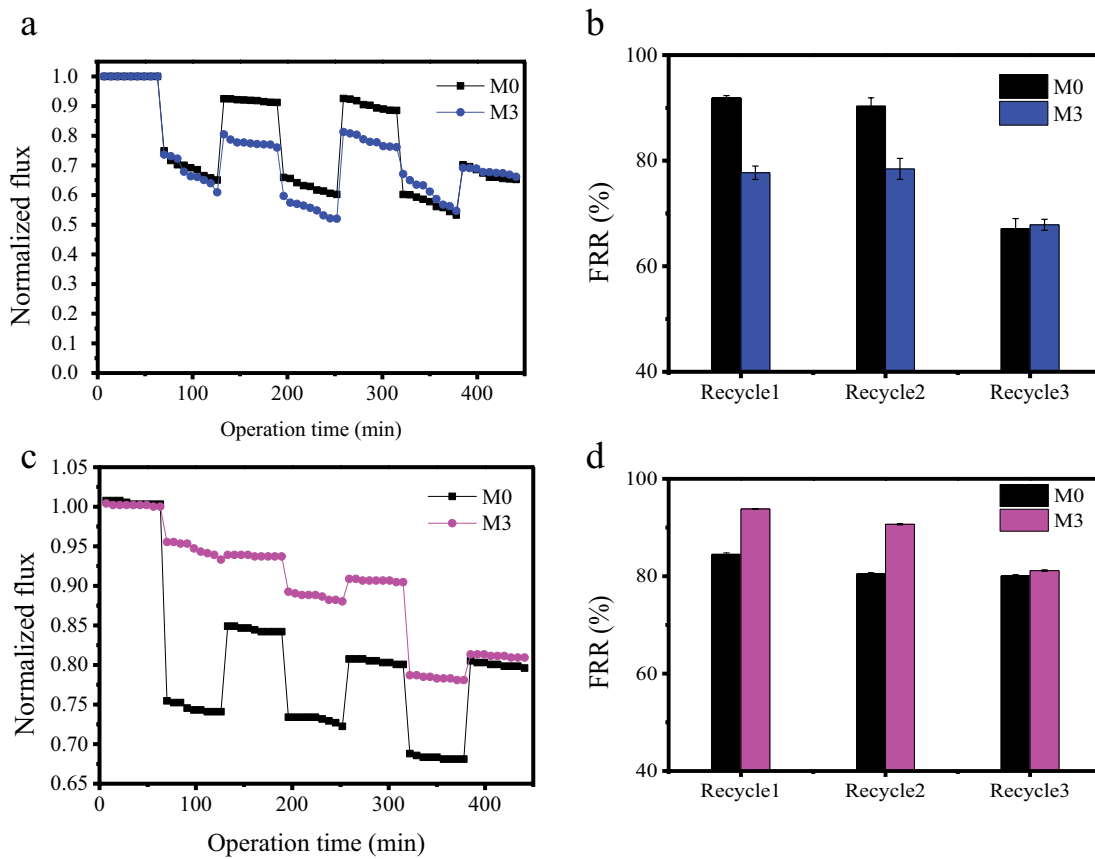 a
1.0
0.9
0.8
0.7
0.6
0.5
0.4
0.3
0.2
0.1
0.0
Normalized flux
0
100
200
300
400
Operation time (min)
M0
M3
b
100
80
60
40
FRR (%)
Recycle1
Recycle2
Recycle3
M0
M3
c
1.05
1.00
0.95
0.90
0.85
0.80
0.75
0.70
0.65
Normalized flux
0
100
200
300
400
Operation time (min)
M0
M3
d
100
80
60
40
FRR (%)
Recycle1
Recycle2
Recycle3
M0
M3